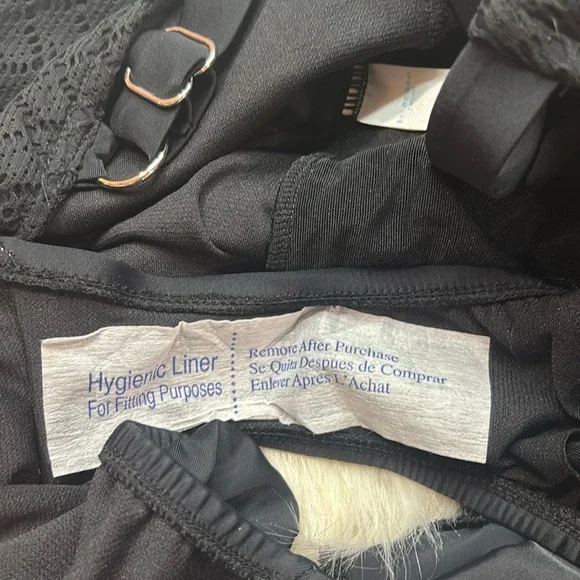 Hygienic Liner
For Fitting Purposes
Remove After Purchase
Se Quita Despues de Comprar
Enlever Apres L'Achat